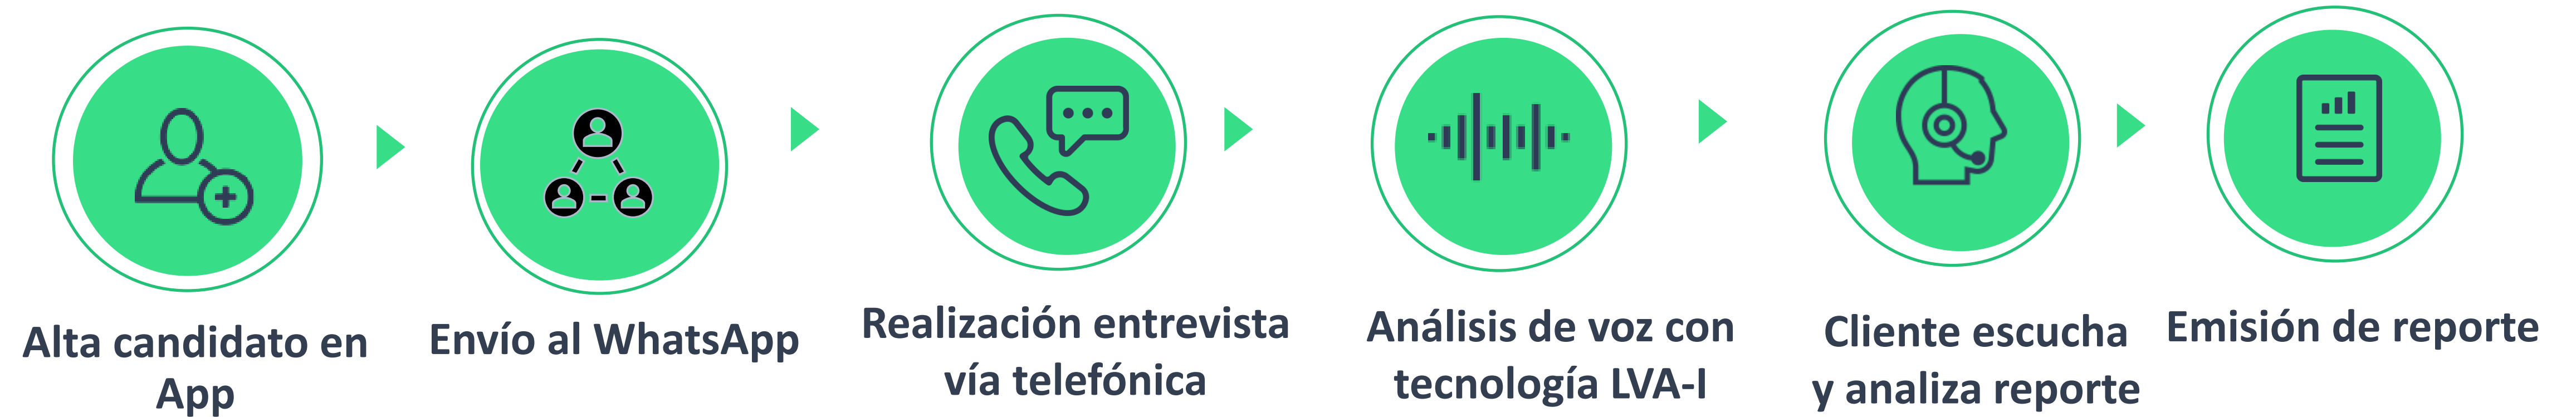 Alta candidato en
App
Envío al WhatsApp
Realización entrevista
vía telefónica
Análisis de voz con
tecnología LVA-I
Cliente escucha
y analiza reporte
Emisión de reporte